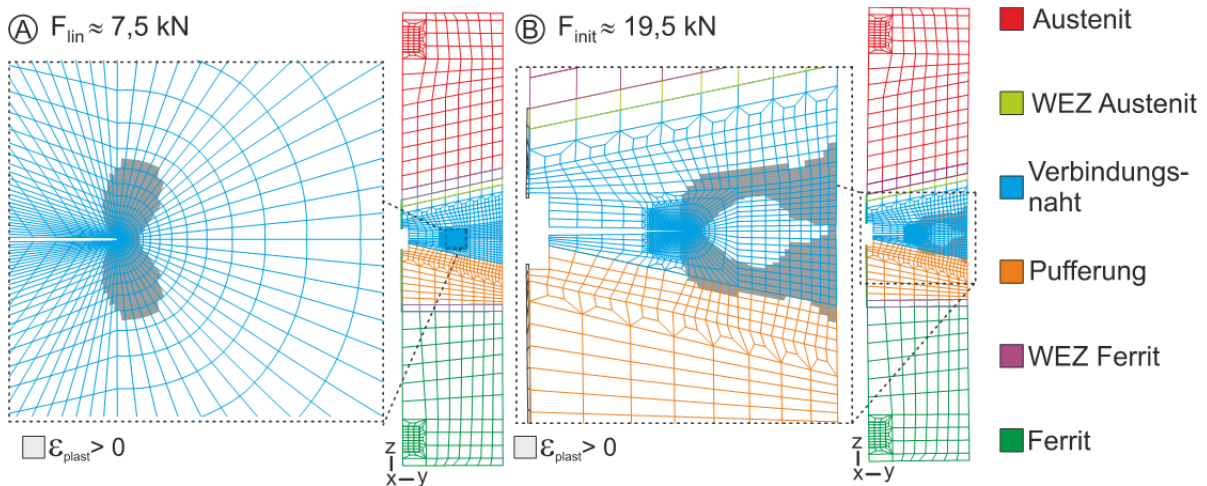 A F_lin ≈ 7,5 kN
B F_init ≈ 19,5 kN
Austenit
WEZ Austenit
Verbindungs-
naht
Pufferung
WEZ Ferrit
Ferrit
ε_plast > 0
z
x y
ε_plast > 0
z
x y